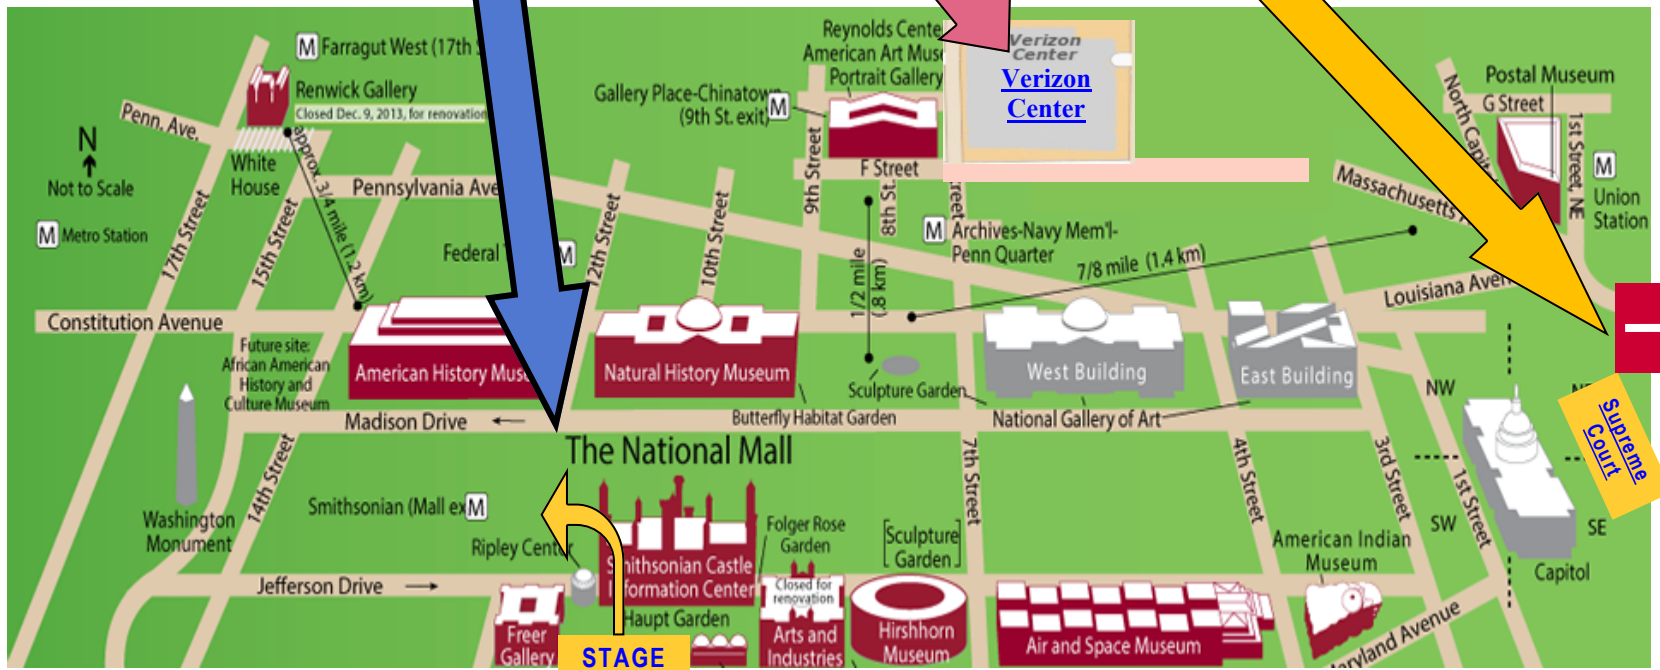 M Farragut West (17th S
Renwick Gallery
Closed Dec. 9, 2013, for renovation
Penn. Ave.
N
Not to Scale
White
House
approx. 3/4 mile (1.2 km)
M Metro Station
17th Street
15th Street
Pennsylvania Ave
Federal T
M
12th Street
10th Street
Gallery Place-Chinatown
(9th St. exit)
M
Reynolds Cente
American Art Muse
Portrait Gallery
9th Street
F Street
8th St.
Verizon
Center
Verizon
Center
M Archives-Navy Mem'l-
Penn Quarter
1/2 mile
(.8 km)
7/8 mile (1.4 km)
Postal Museum
G Street
North Capit
1st Street, NE
M
Union
Station
Massachusetts
Louisiana Aven
Constitution Avenue
Future site:
African American
History and
Culture Museum
American History Muse
Natural History Museum
Sculpture Garden
West Building
East Building
Butterfly Habitat Garden
National Gallery of Art
Madison Drive
The National Mall
NW
Supreme
Court
14th Street
7th Street
4th Street
3rd Street
1st Street
SW
SE
Capitol
Washington
Monument
Smithsonian (Mall ex
M
Ripley Center
Smithsonian Castle
Information Center
Folger Rose
Garden
[Sculpture
Garden]
American Indian
Museum
Jefferson Drive
Closed for
renovation
Haupt Garden
Freer
Gallery
STAGE
Arts and
Industries
Hirshhorn
Museum
Air and Space Museum
aryland Avenue